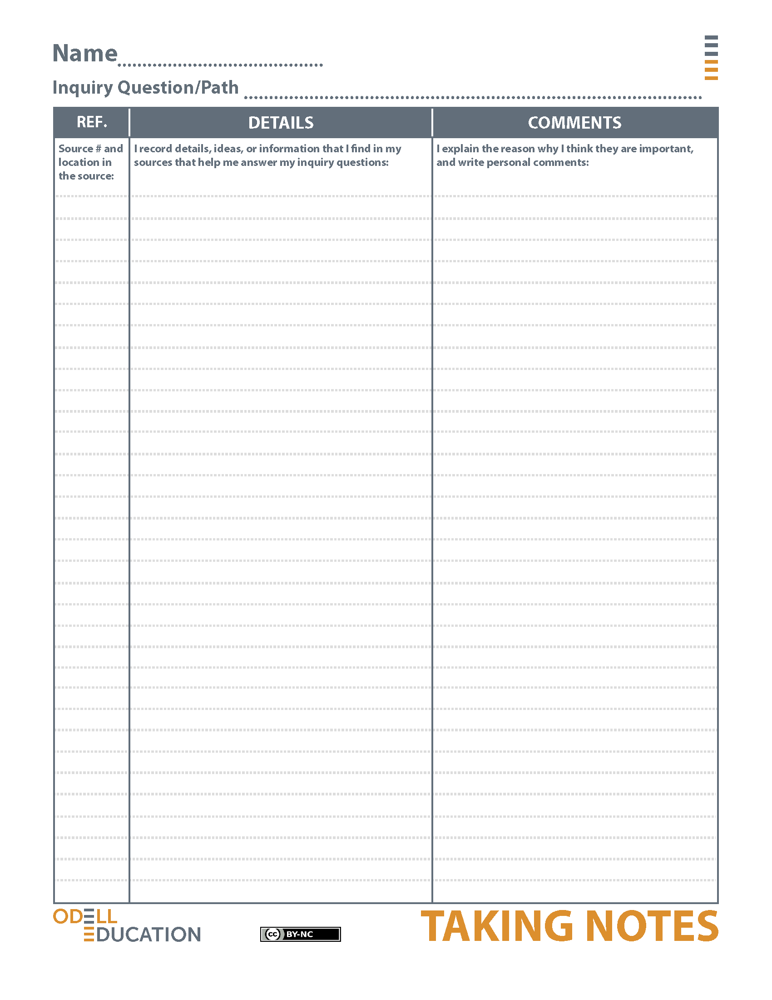 Name
Inquiry Question/Path
REF. DETAILS COMMENTS
Source # and
location in
the source:
I record details, ideas, or information that I find in my
sources that help me answer my inquiry questions:
I explain the reason why I think they are important,
and write personal comments:
ODELL
EDUCATION
cc BY-NC
TAKING NOTES